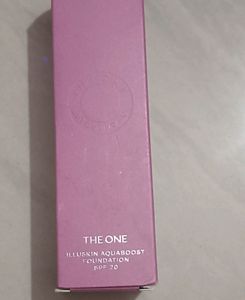 THE ONE
ILLUSKIN AQUABOOST
FOUNDATION
SPF 20